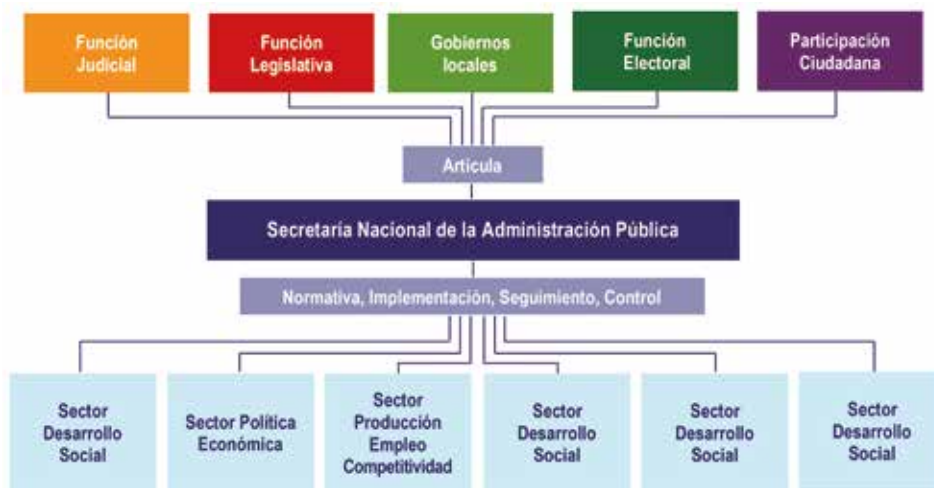 Función
Judicial
Función
Legislativa
Gobiernos
locales
Función
Electoral
Participación
Ciudadana
Artícula
Secretaría Nacional de la Administración Pública
Normativa, Implementación, Seguimiento, Control
Sector
Desarrollo
Social
Sector Política
Económica
Sector
Producción
Empleo
Competitividad
Sector
Desarrollo
Social
Sector
Desarrollo
Social
Sector
Desarrollo
Social